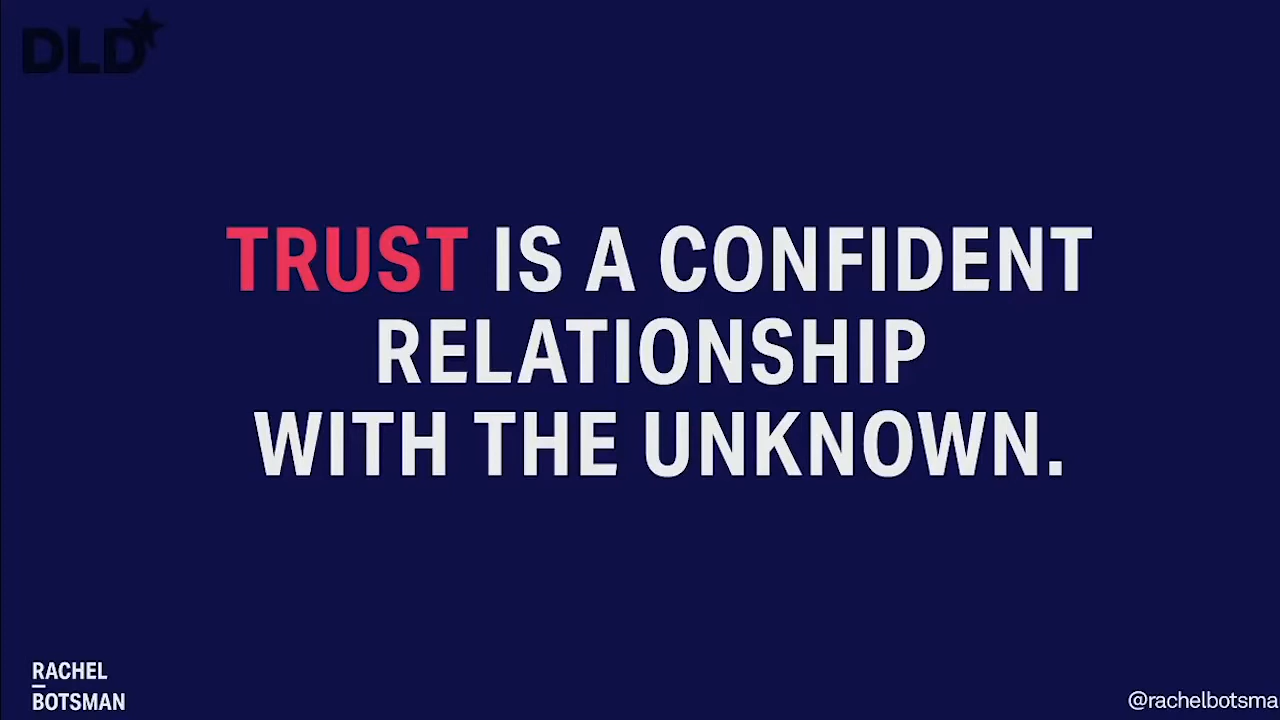 DLD
TRUST IS A CONFIDENT
RELATIONSHIP
WITH THE UNKNOWN.
RACHEL
BOTSMAN
@rachelbotsma